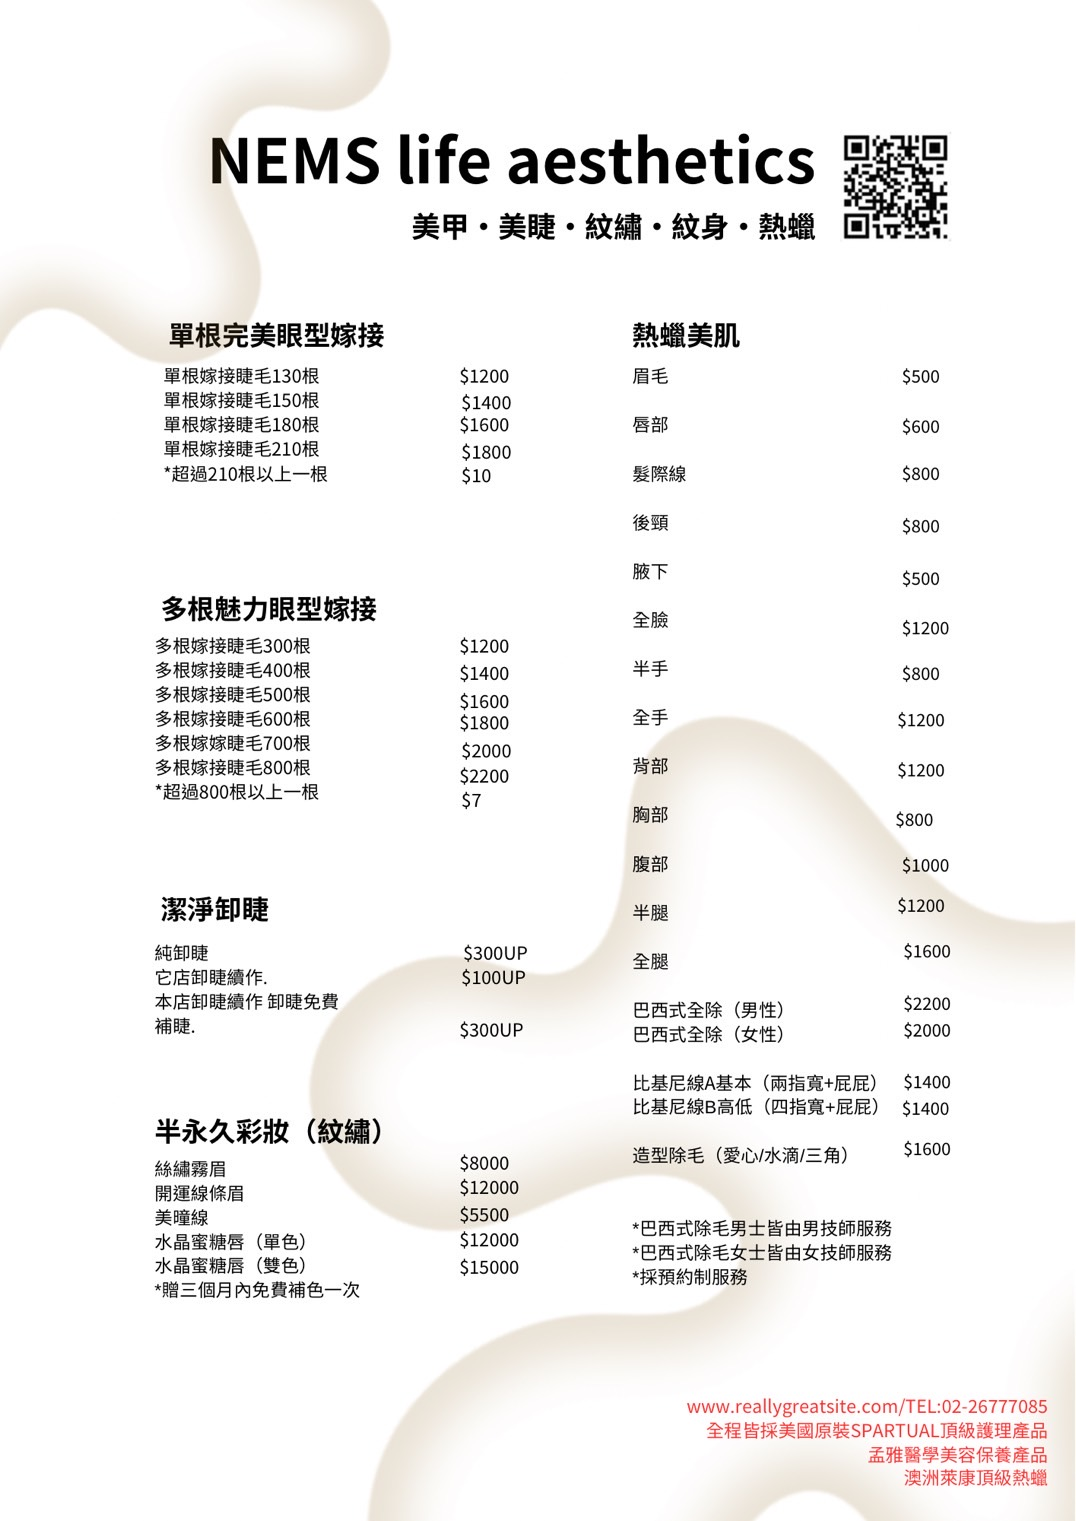 NEMS life aesthetics
美甲・美睫・紋繡・紋身・熱蠟
單根完美眼型嫁接
單根嫁接睫毛130根 $1200
單根嫁接睫毛150根 $1400
單根嫁接睫毛180根 $1600
單根嫁接睫毛210根 $1800
*超過210根以上一根 $10
多根魅力眼型嫁接
多根嫁接睫毛300根 $1200
多根嫁接睫毛400根 $1400
多根嫁接睫毛500根 $1600
多根嫁接睫毛600根 $1800
多根嫁嫁睫毛700根 $2000
多根嫁接睫毛800根 $2200
*超過800根以上一根 $7
潔淨卸睫
純卸睫 $300UP
它店卸睫續作. $100UP
本店卸睫續作 卸睫免費
補睫. $300UP
半永久彩妝（紋繡）
絲繡霧眉 $8000
開運線條眉 $12000
美瞳線 $5500
水晶蜜糖唇（單色） $12000
水晶蜜糖唇（雙色） $15000
*贈三個月內免費補色一次
熱蠟美肌
眉毛 $500
唇部 $600
髮際線 $800
後頸 $800
腋下 $500
全臉 $1200
半手 $800
全手 $1200
背部 $1200
胸部 $800
腹部 $1000
半腿 $1200
全腿 $1600
巴西式全除（男性） $2200
巴西式全除（女性） $2000
比基尼線A基本（兩指寬+屁屁） $1400
比基尼線B高低（四指寬+屁屁） $1400
造型除毛（愛心/水滴/三角） $1600
*巴西式除毛男士皆由男技師服務
*巴西式除毛女士皆由女技師服務
*採預約制服務
www.reallygreatsite.com/TEL:02-26777085
全程皆採美國原裝SPARTUAL頂級護理產品
孟雅醫學美容保養產品
澳洲萊康頂級熱蠟